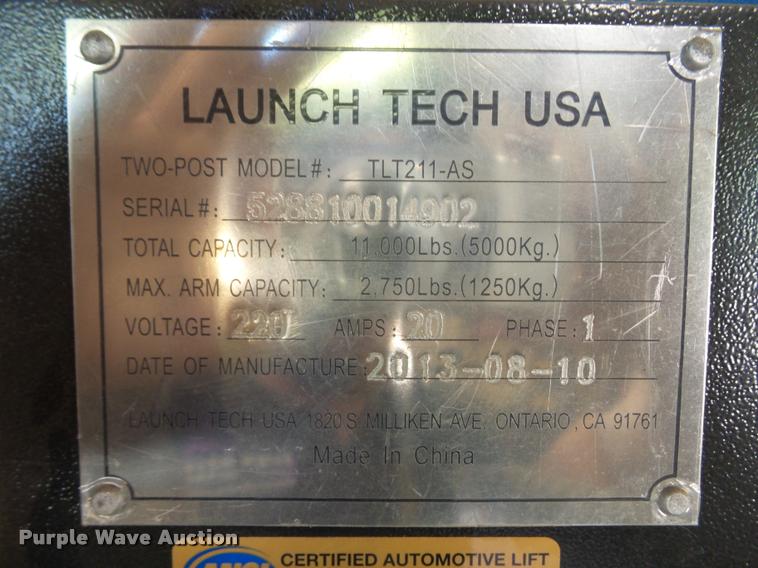 LAUNCH TECH USA
TWO-POST MODEL#: TLT211-AS
SERIAL#: 528810014902
TOTAL CAPACITY: 11,000Lbs.(5000Kg.)
MAX. ARM CAPACITY: 2,750Lbs.(1250Kg.)
VOLTAGE: 220 AMPS: 20 PHASE: 1
DATE OF MANUFACTURE: 2013-08-10
LAUNCH TECH USA 1820 S. MILLIKEN AVE. ONTARIO, CA 91761
Made In China
CERTIFIED AUTOMOTIVE LIFT
Purple Wave Auction